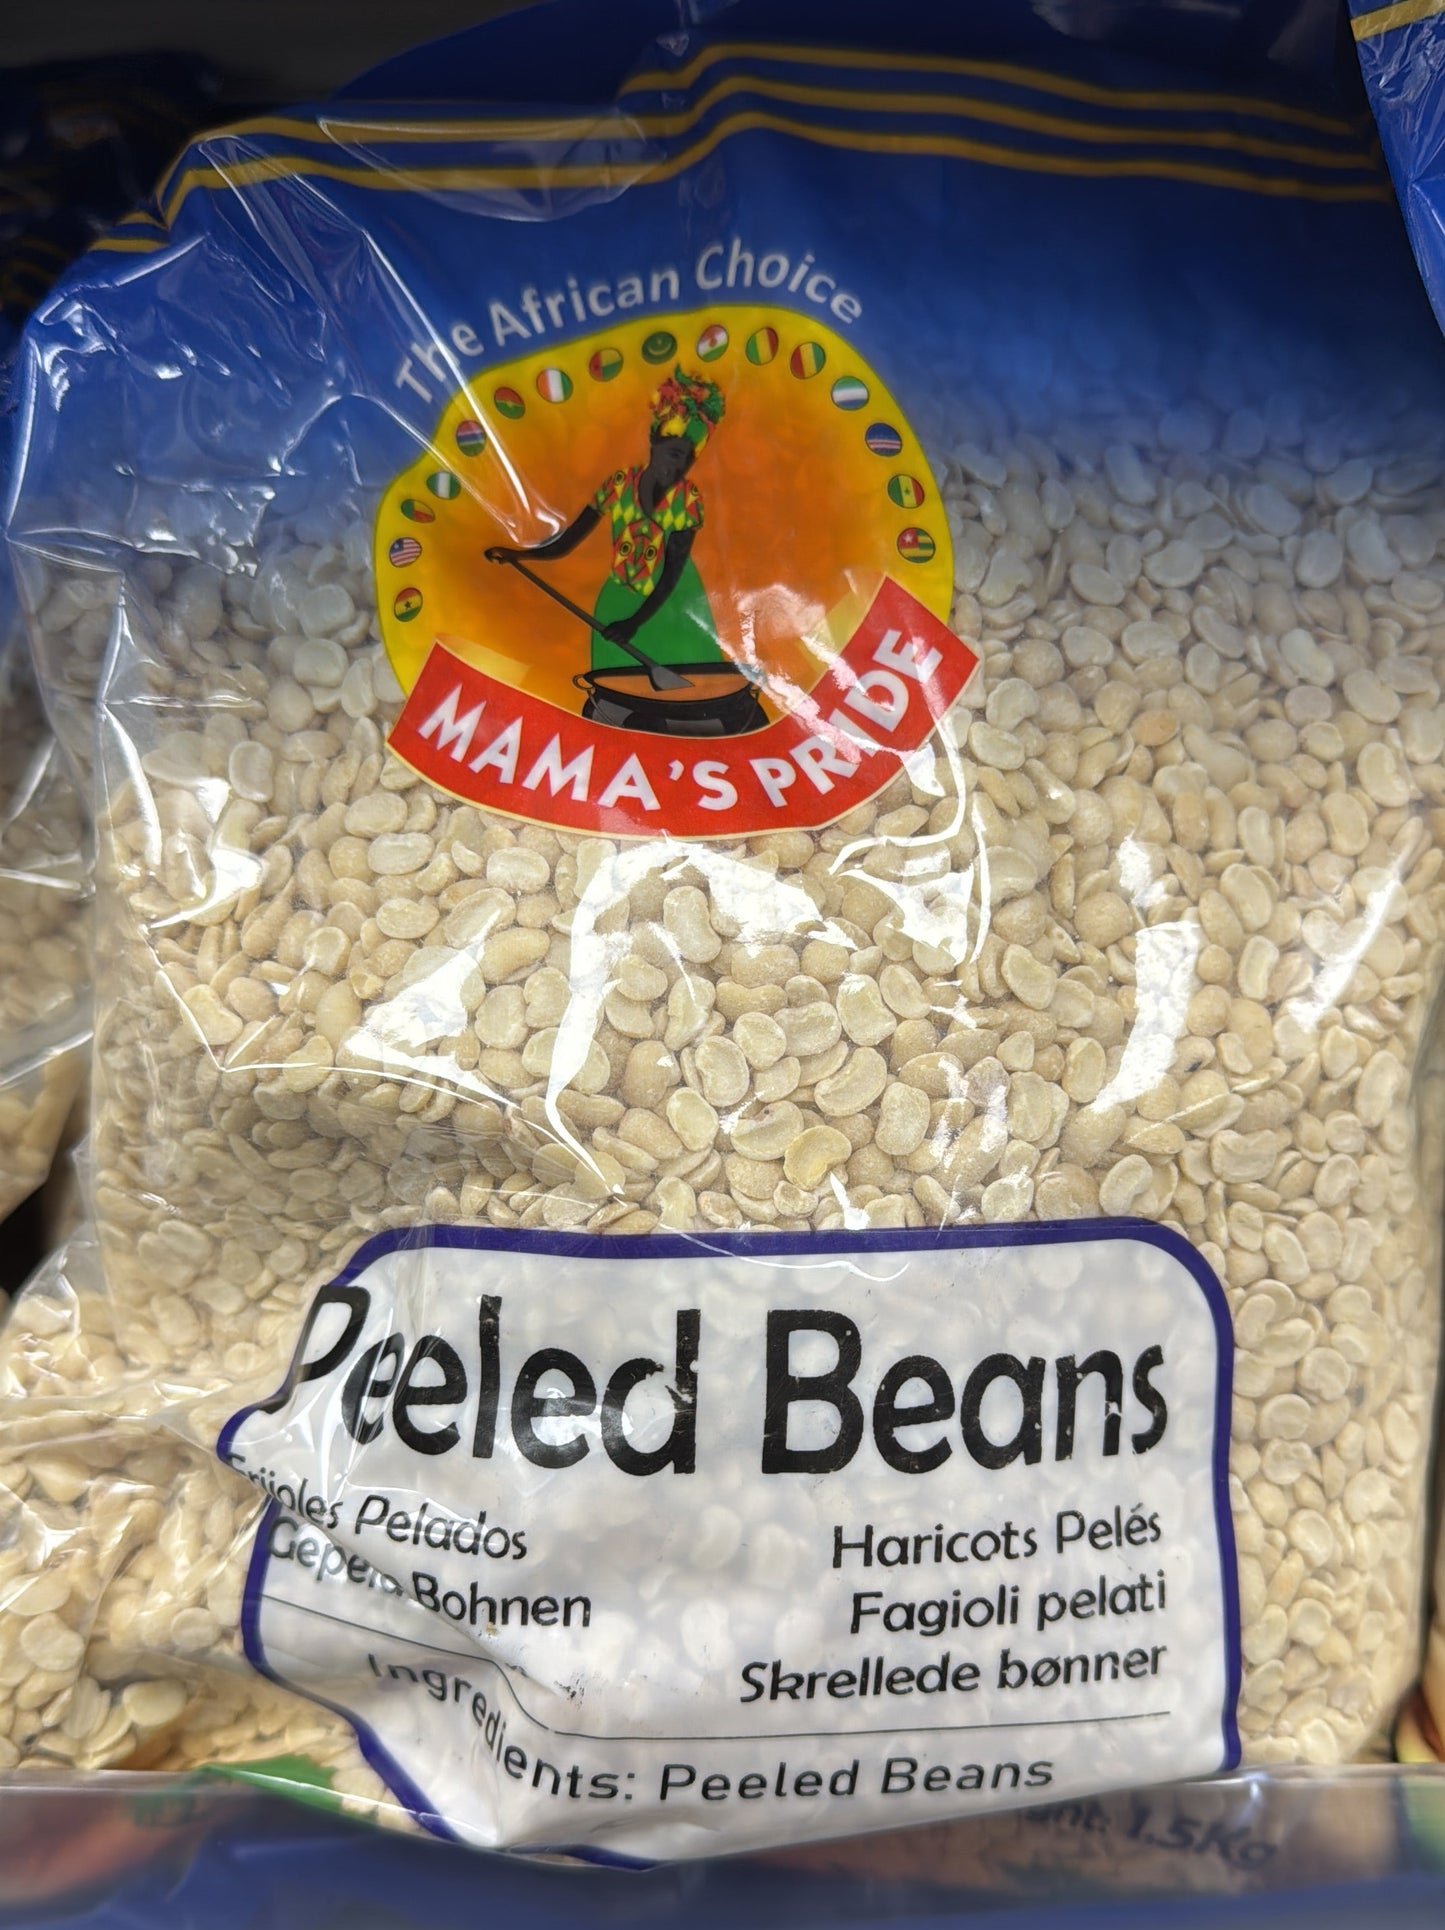 The African Choice
MAMA'S PRIDE
Peeled Beans
Frijoles Pelados
Haricots Pelés
Bohnen
Fagioli pelati
Skrellede bønner
Ingredients: Peeled Beans
1.5Kg